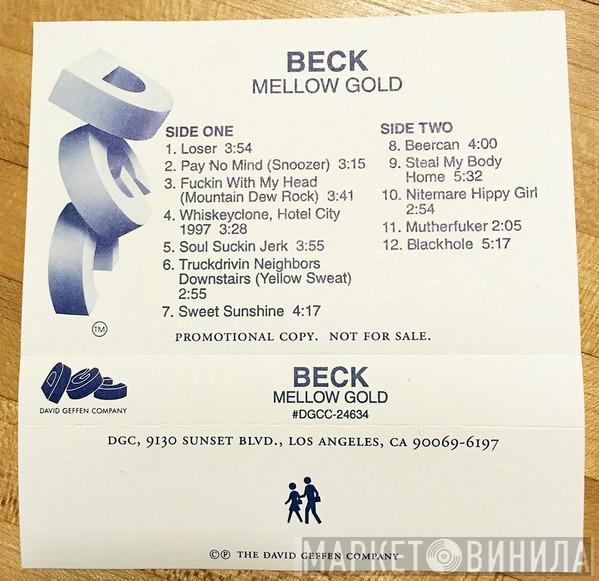 BECK
MELLOW GOLD
SIDE ONE
1. Loser 3:54
2. Pay No Mind (Snoozer) 3:15
3. Fuckin With My Head
(Mountain Dew Rock) 3:41
4. Whiskeyclone, Hotel City
1997 3:28
5. Soul Suckin Jerk 3:55
6. Truckdrivin Neighbors
Downstairs (Yellow Sweat)
2:55
7. Sweet Sunshine 4:17
SIDE TWO
8. Beercan 4:00
9. Steal My Body
Home 5:32
10. Nitemare Hippy Girl
2:54
11. Mutherfuker 2:05
12. Blackhole 5:17
TM
PROMOTIONAL COPY. NOT FOR SALE.
DGC
DAVID GEFFEN COMPANY
BECK
MELLOW GOLD
#DGCC-24634
DGC, 9130 SUNSET BLVD., LOS ANGELES, CA 90069-6197
©℗ THE DAVID GEFFEN COMPANY
МАРКЕТ ВИНИЛА